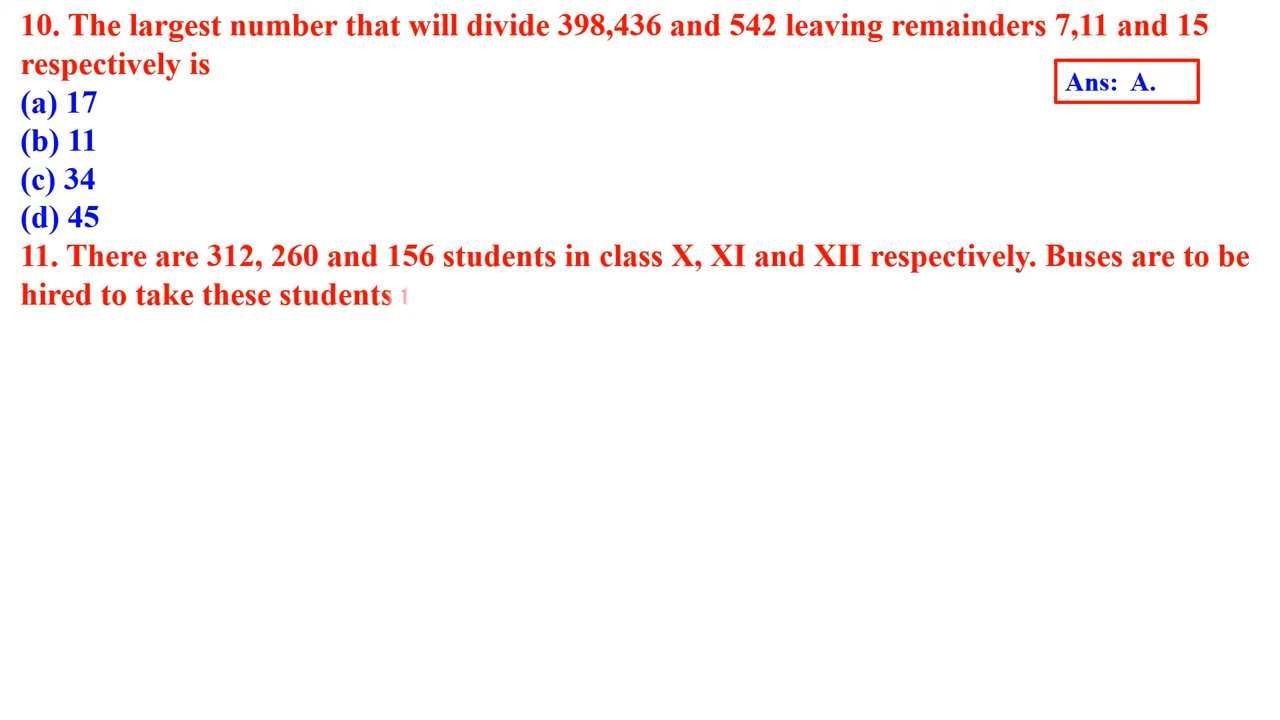 10. The largest number that will divide 398,436 and 542 leaving remainders 7,11 and 15
respectively is
Ans: A.
(a) 17
(b) 11
(c) 34
(d) 45
11. There are 312, 260 and 156 students in class X, XI and XII respectively. Buses are to be
hired to take these students